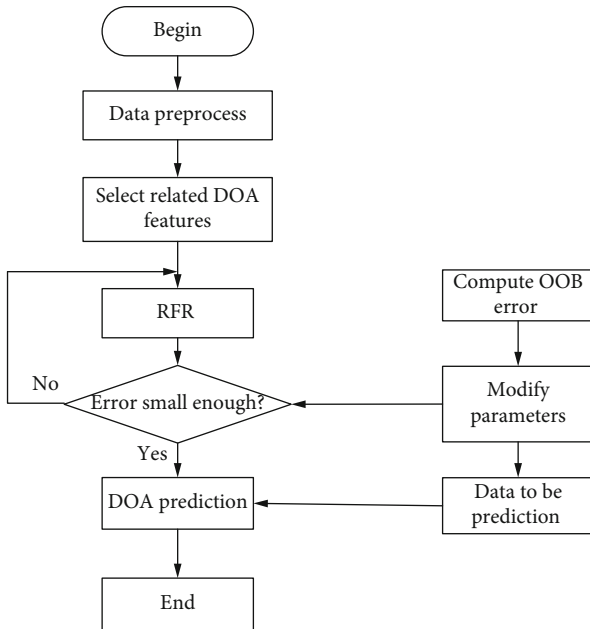 Begin
Data preprocess
Select related DOA
features
RFR
Compute OOB
error
No
Error small enough?
Modify
parameters
Yes
DOA prediction
Data to be
prediction
End